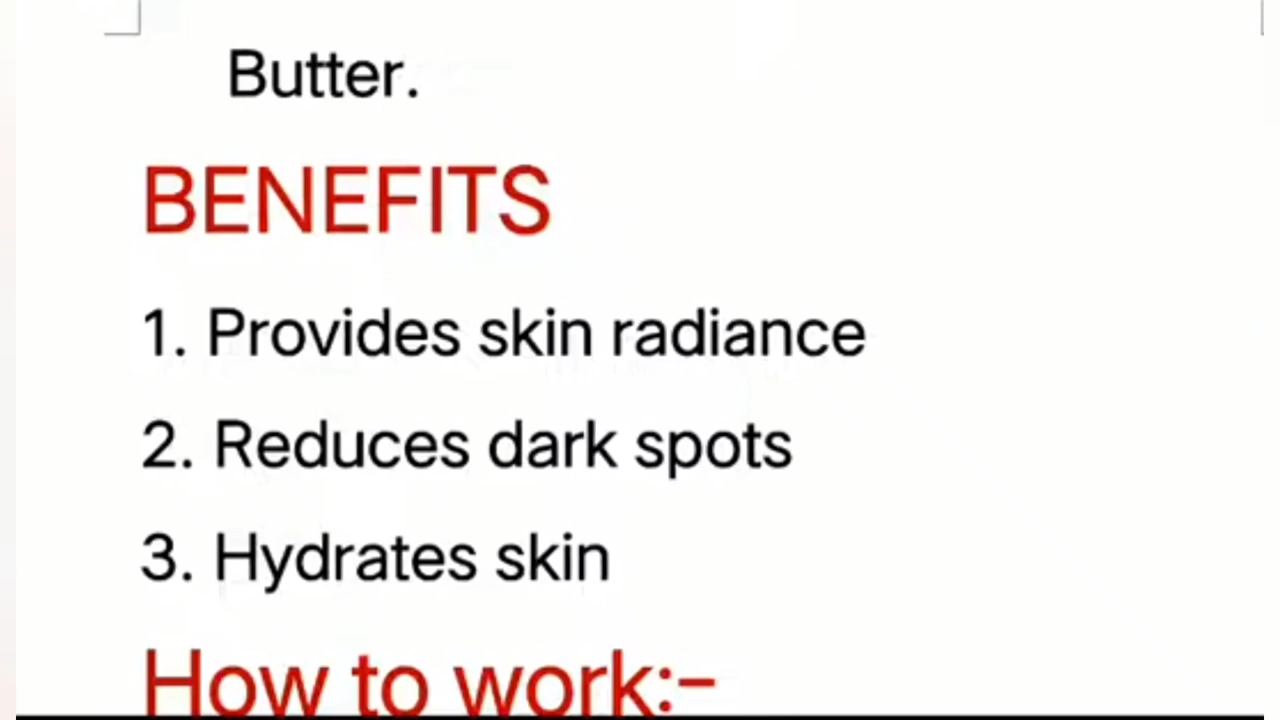 Butter.
BENEFITS
1. Provides skin radiance
2. Reduces dark spots
3. Hydrates skin
How to work:-